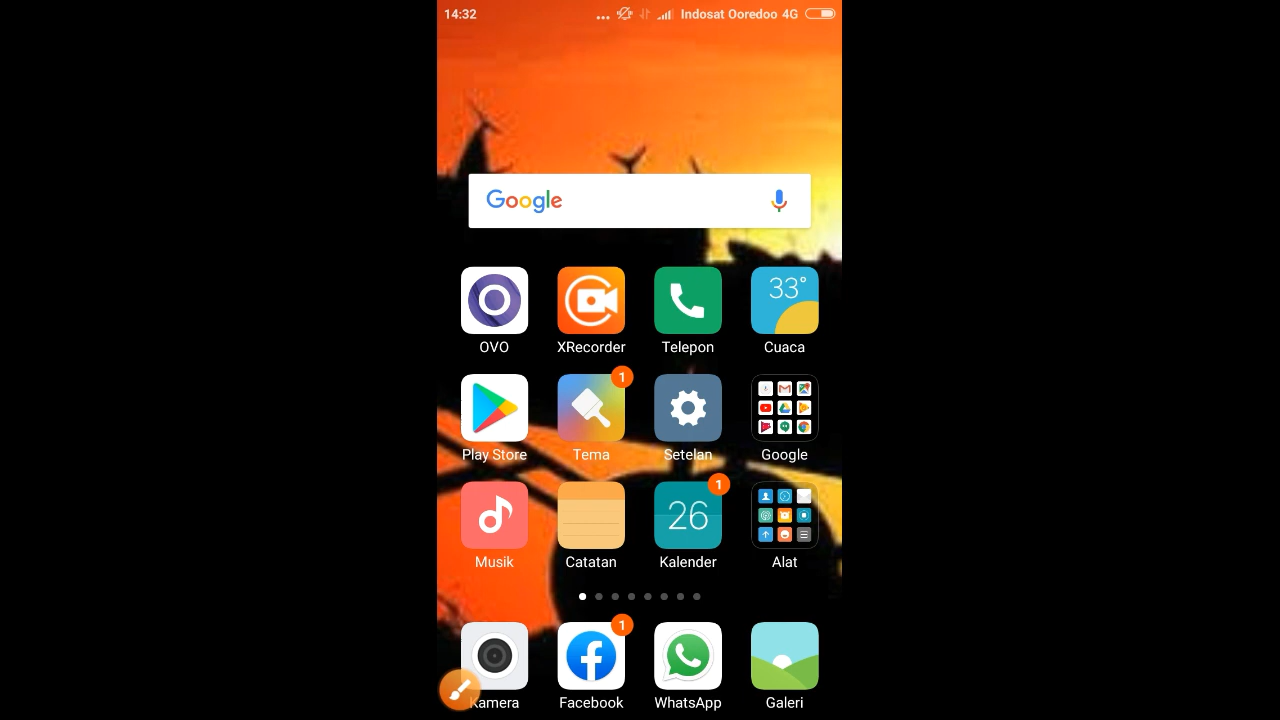 14:32 ... Indosat Ooredoo 4G
Google
33°
OVO XRecorder Telepon Cuaca
1
Play Store Tema Setelan Google
1
26
Musik Catatan Kalender Alat
1
Kamera Facebook WhatsApp Galeri